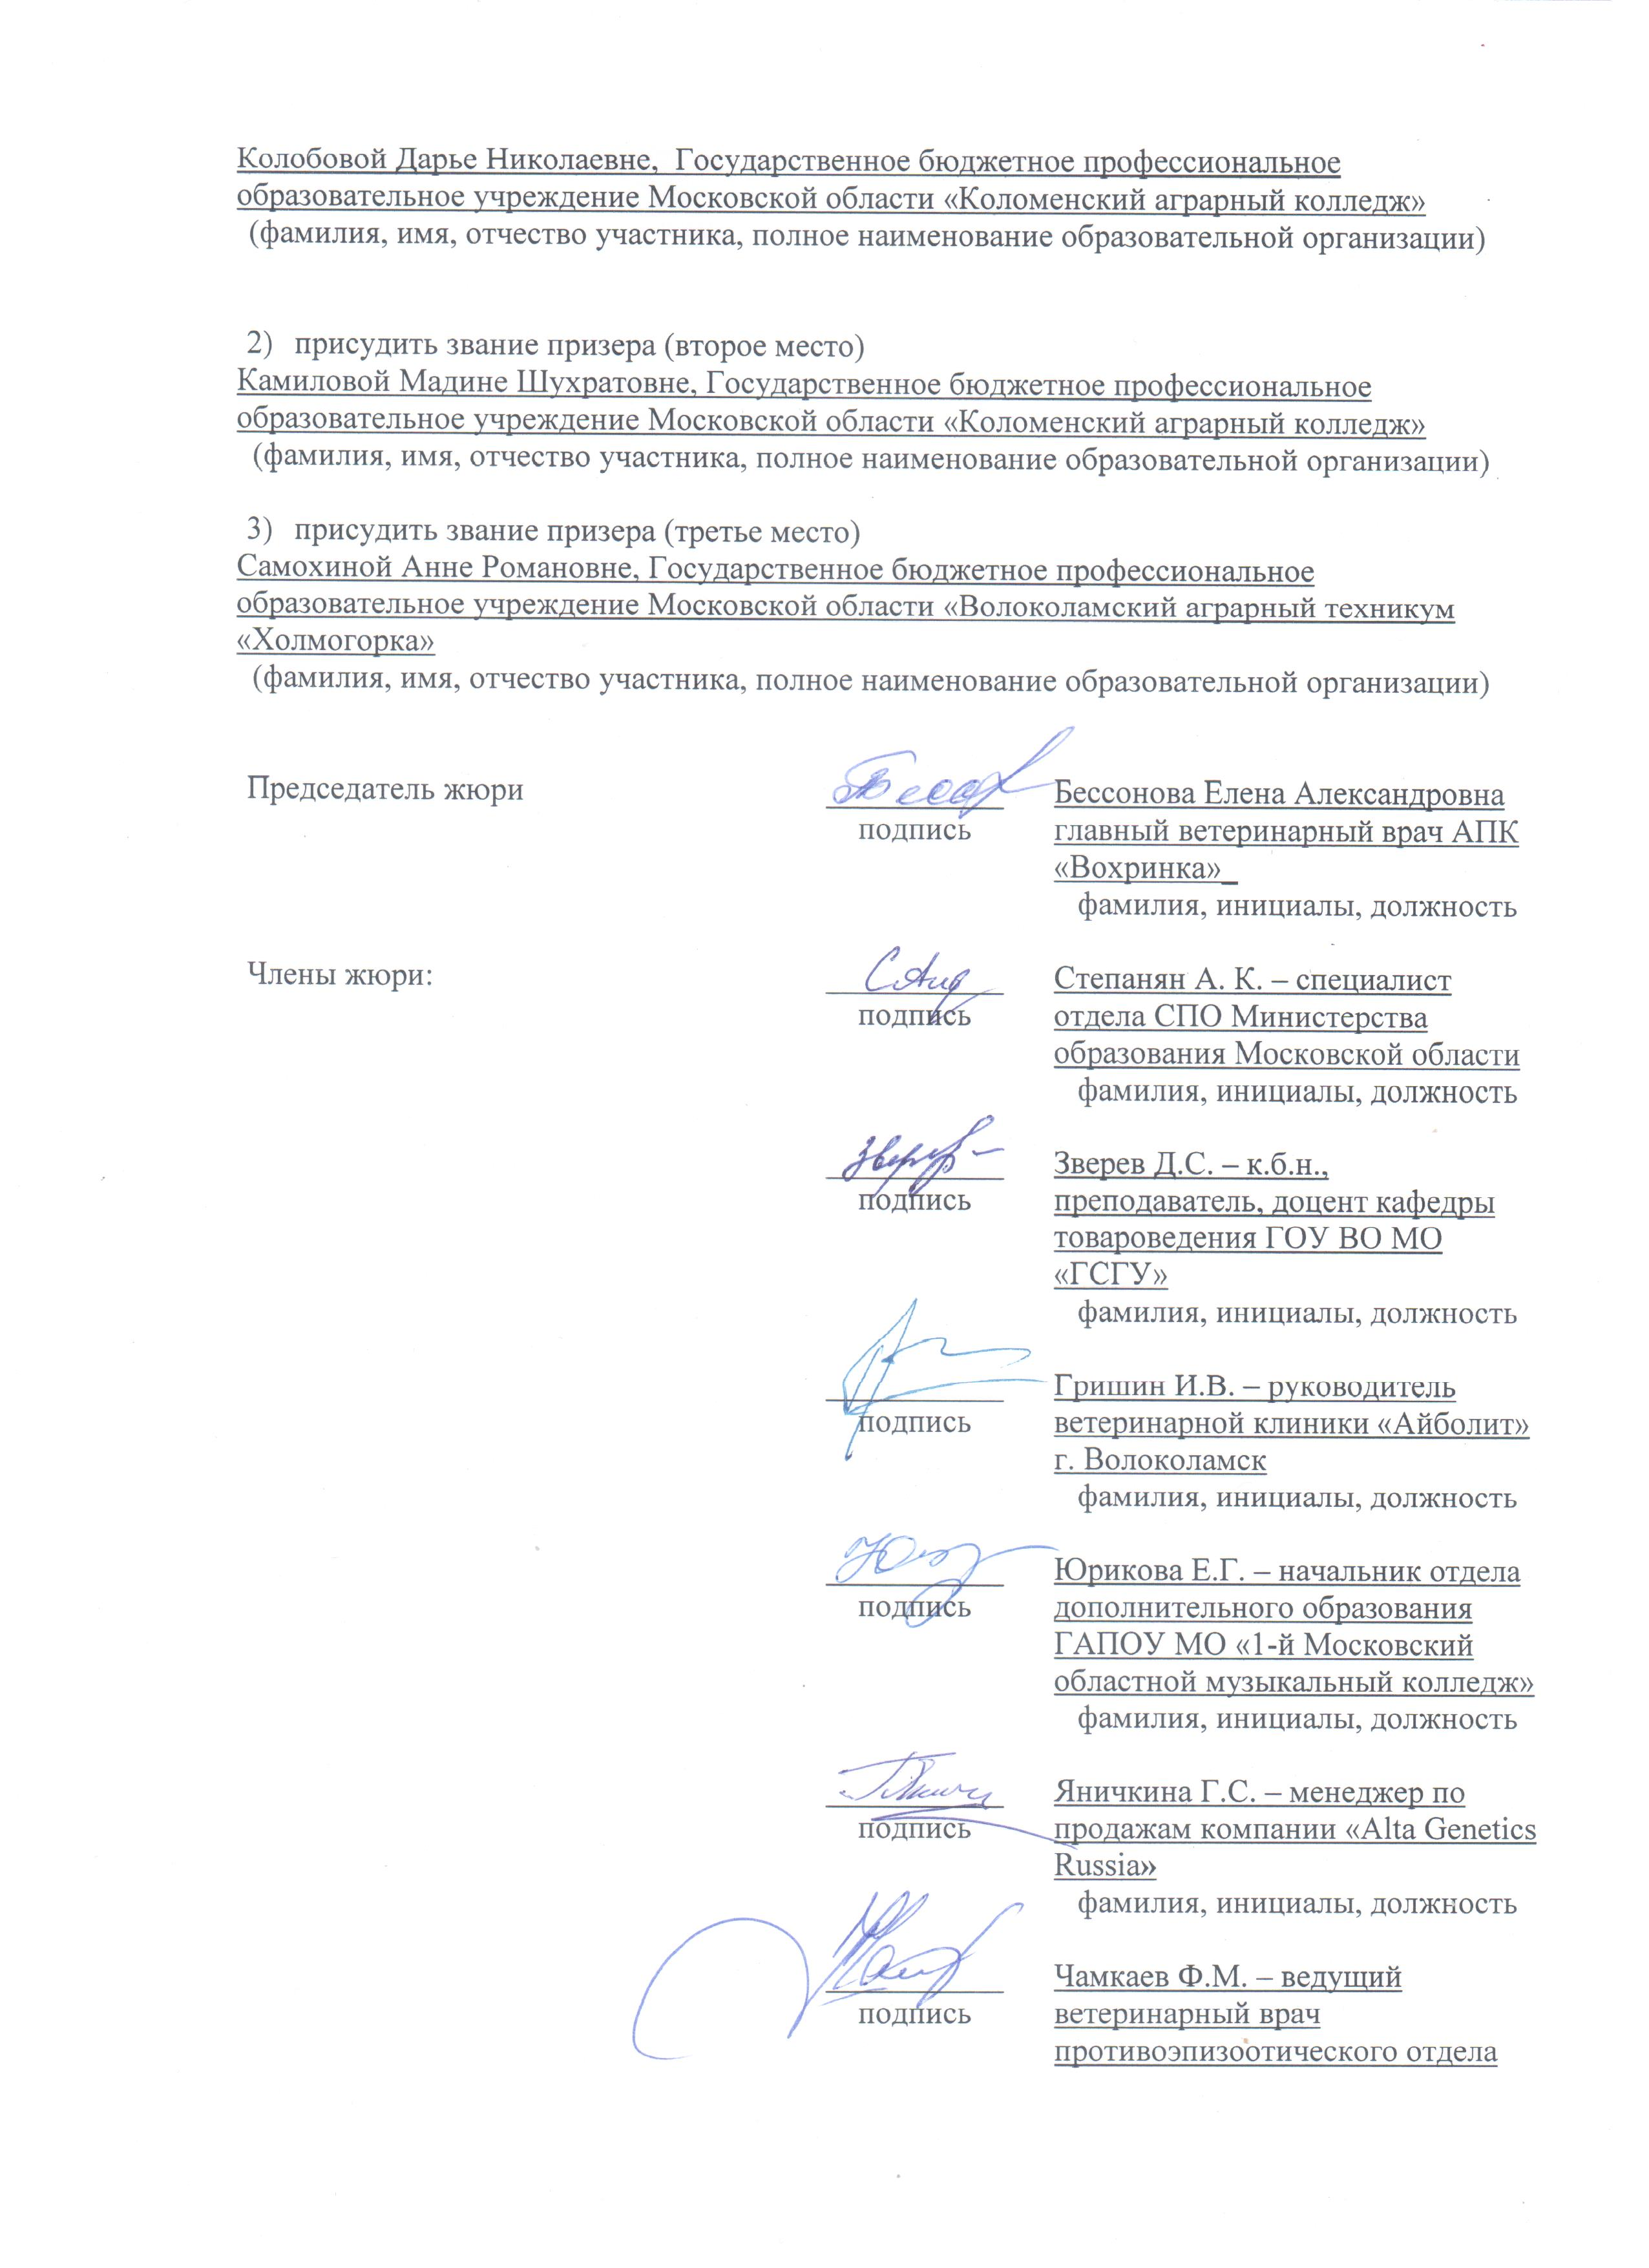 Колобовой Дарье Николаевне,  Государственное бюджетное профессиональное
образовательное учреждение Московской области «Коломенский аграрный колледж»
(фамилия, имя, отчество участника, полное наименование образовательной организации)
2) присудить звание призера (второе место)
Камиловой Мадине Шухратовне, Государственное бюджетное профессиональное
образовательное учреждение Московской области «Коломенский аграрный колледж»
(фамилия, имя, отчество участника, полное наименование образовательной организации)
3) присудить звание призера (третье место)
Самохиной Анне Романовне, Государственное бюджетное профессиональное
образовательное учреждение Московской области «Волоколамский аграрный техникум
«Холмогорка»
(фамилия, имя, отчество участника, полное наименование образовательной организации)
Председатель жюри Бессонова Елена Александровна
подпись главный ветеринарный врач АПК
«Вохринка»_
фамилия, инициалы, должность
Члены жюри: Степанян А. К. – специалист
подпись отдела СПО Министерства
образования Московской области
фамилия, инициалы, должность
Зверев Д.С. – к.б.н.,
подпись преподаватель, доцент кафедры
товароведения ГОУ ВО МО
«ГСГУ»
фамилия, инициалы, должность
Гришин И.В. – руководитель
подпись ветеринарной клиники «Айболит»
г. Волоколамск
фамилия, инициалы, должность
Юрикова Е.Г. – начальник отдела
подпись дополнительного образования
ГАПОУ МО «1-й Московский
областной музыкальный колледж»
фамилия, инициалы, должность
Яничкина Г.С. – менеджер по
подпись продажам компании «Alta Genetics
Russia»
фамилия, инициалы, должность
Чамкаев Ф.М. – ведущий
подпись ветеринарный врач
противоэпизоотического отдела